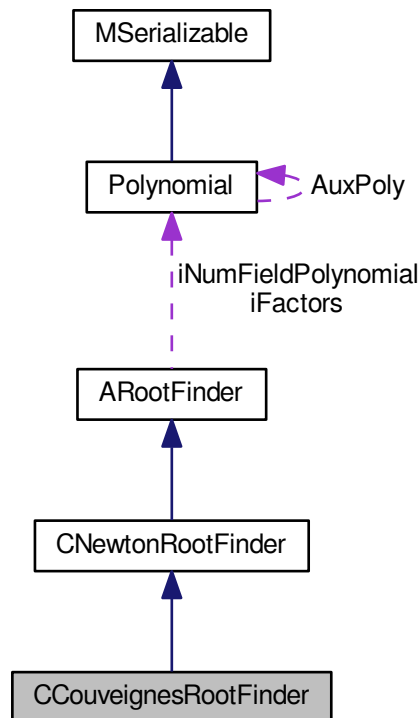 MSerializable
Polynomial
AuxPoly
iNumFieldPolynomial
iFactors
ARootFinder
CNewtonRootFinder
CCouveignesRootFinder